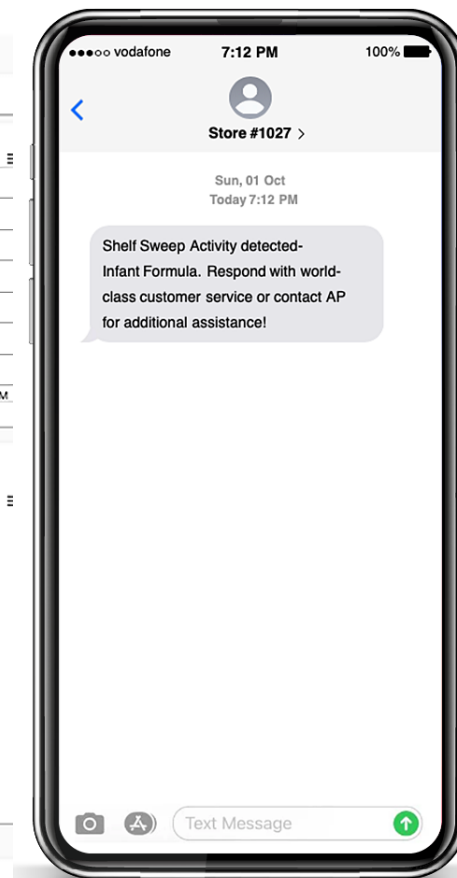 vodafone 7:12 PM 100%
Store #1027 >
Sun, 01 Oct
Today 7:12 PM
Shelf Sweep Activity detected-
Infant Formula. Respond with world-
class customer service or contact AP
for additional assistance!
M
Text Message